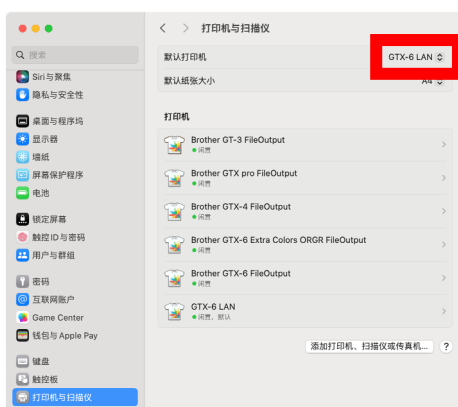 打印机与扫描仪
搜索
Siri与聚焦
隐私与安全性
桌面与程序坞
显示器
墙纸
屏幕保护程序
电池
锁定屏幕
触控ID与密码
用户与群组
密码
互联网账户
Game Center
钱包与 Apple Pay
键盘
触控板
打印机与扫描仪
默认打印机
GTX-6 LAN
默认纸张大小
A4
打印机
Brother GT-3 FileOutput
闲置
Brother GTX pro FileOutput
闲置
Brother GTX-4 FileOutput
闲置
Brother GTX-6 Extra Colors ORGR FileOutput
闲置
Brother GTX-6 FileOutput
闲置
GTX-6 LAN
闲置，默认
添加打印机、扫描仪或传真机...
?